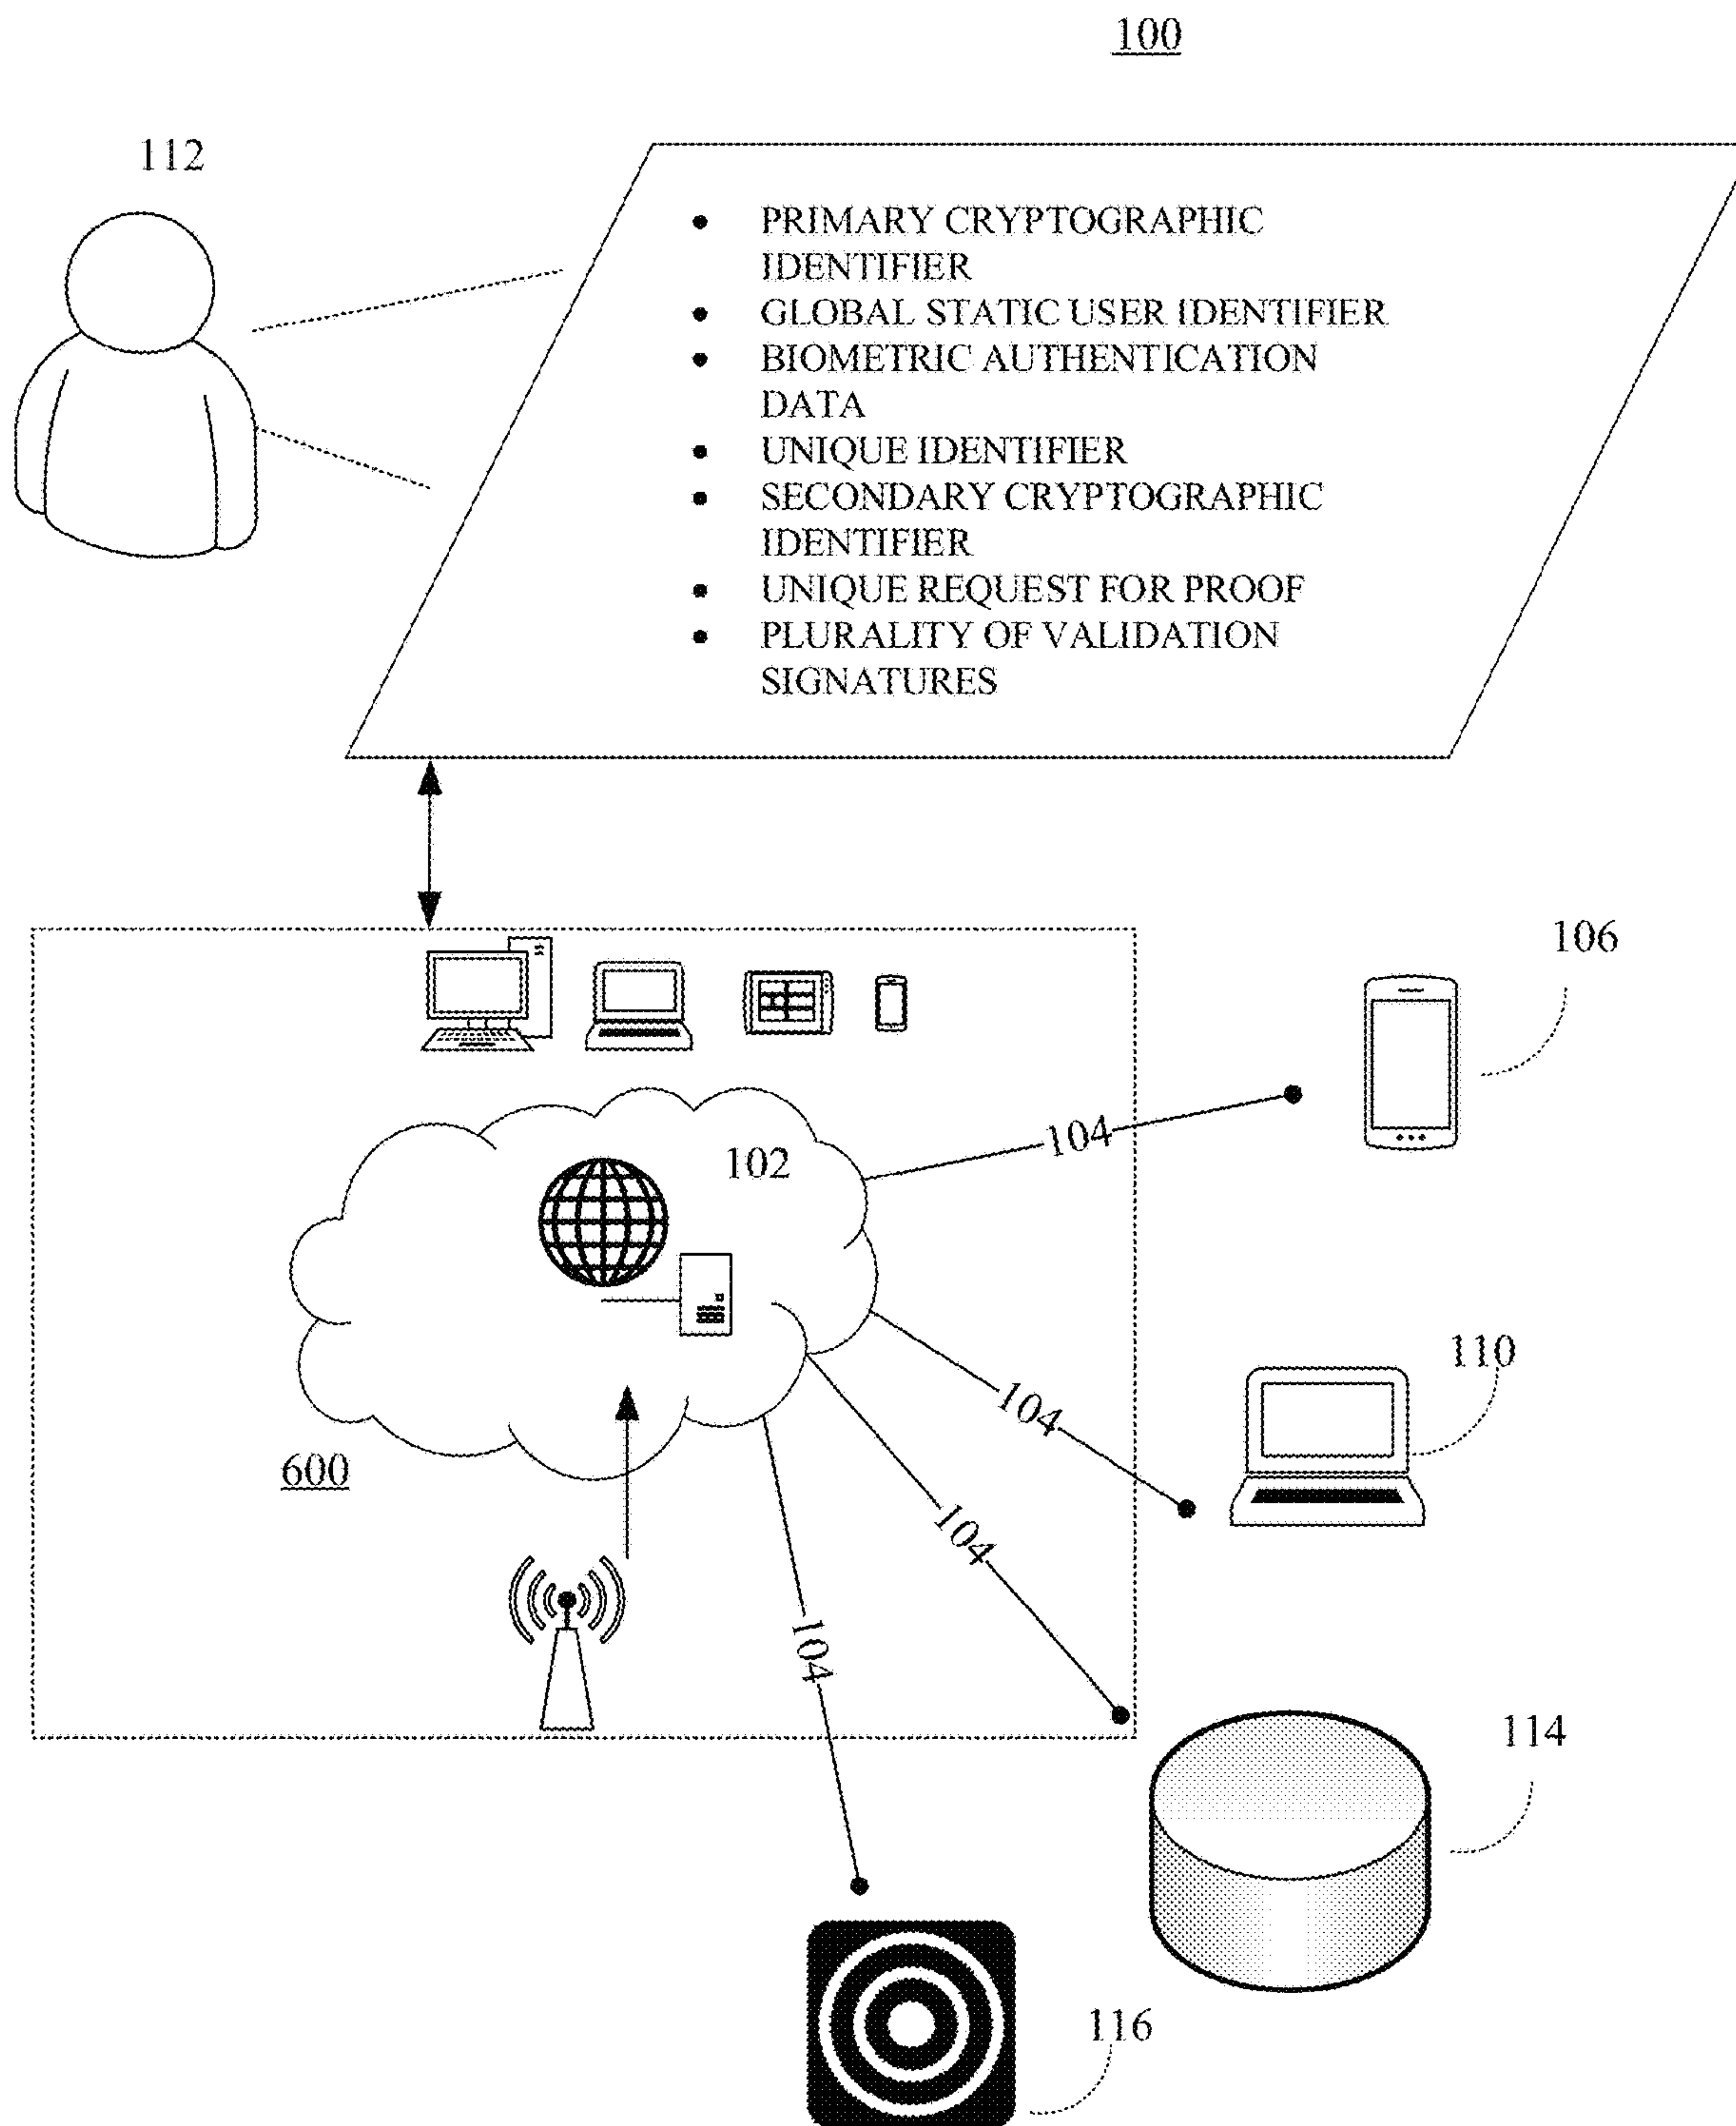 100
112
• PRIMARY CRYPTOGRAPHIC
IDENTIFIER
• GLOBAL STATIC USER IDENTIFIER
• BIOMETRIC AUTHENTICATION
DATA
• UNIQUE IDENTIFIER
• SECONDARY CRYPTOGRAPHIC
IDENTIFIER
• UNIQUE REQUEST FOR PROOF
• PLURALITY OF VALIDATION
SIGNATURES
106
104
102
110
104
600
104
104
114
116